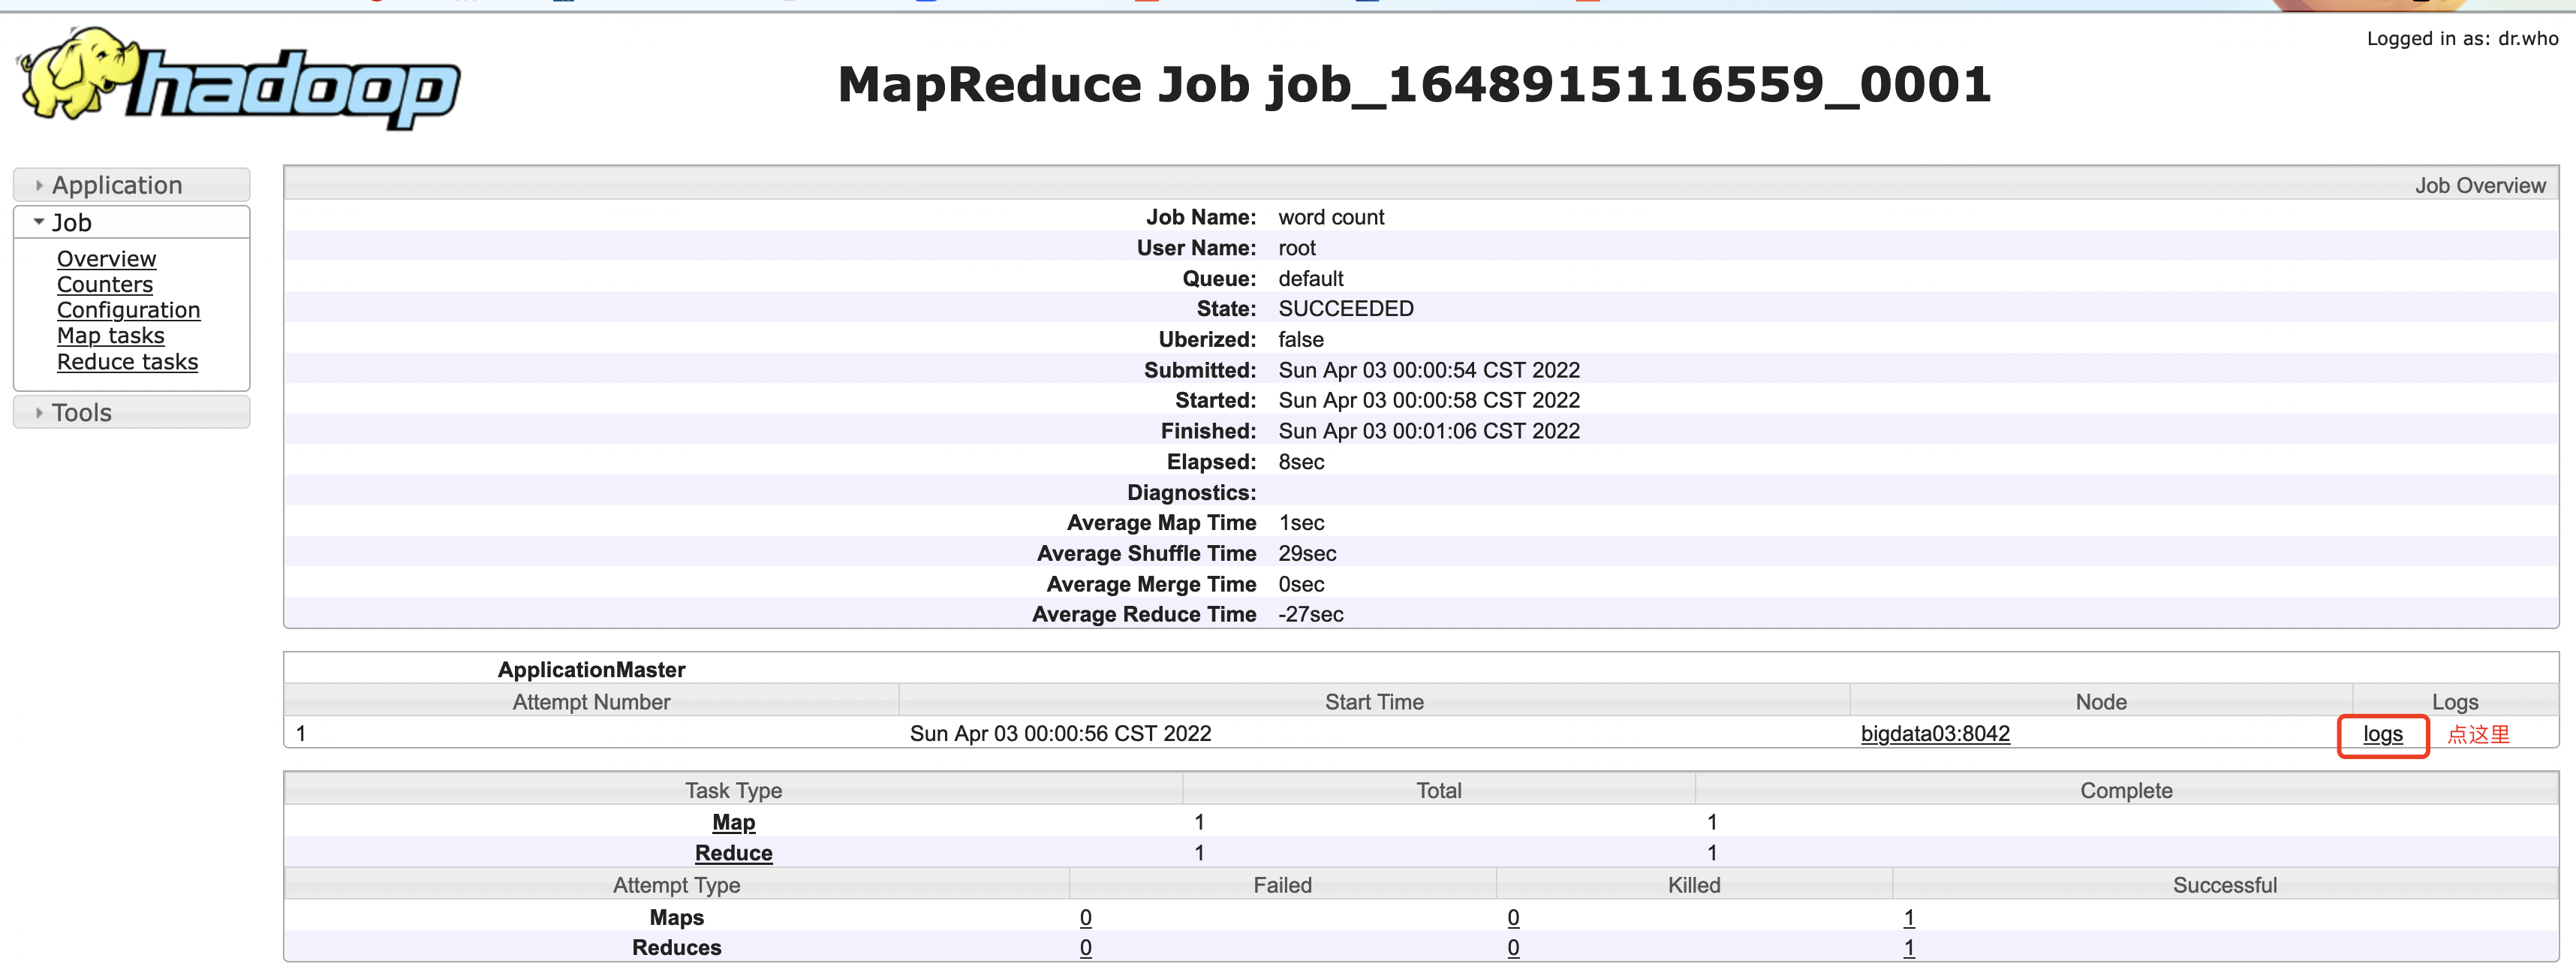 Logged in as: dr.who
hadoop
MapReduce Job job_1648915116559_0001
Application
Job
Overview
Counters
Configuration
Map tasks
Reduce tasks
Tools
Job Overview
Job Name: word count
User Name: root
Queue: default
State: SUCCEEDED
Uberized: false
Submitted: Sun Apr 03 00:00:54 CST 2022
Started: Sun Apr 03 00:00:58 CST 2022
Finished: Sun Apr 03 00:01:06 CST 2022
Elapsed: 8sec
Diagnostics:
Average Map Time 1sec
Average Shuffle Time 29sec
Average Merge Time 0sec
Average Reduce Time -27sec
ApplicationMaster
Attempt Number Start Time Node Logs
1 Sun Apr 03 00:00:56 CST 2022 bigdata03:8042 logs 点这里
Task Type Total Complete
Map 1 1
Reduce 1 1
Attempt Type Failed Killed Successful
Maps 0 0 1
Reduces 0 0 1